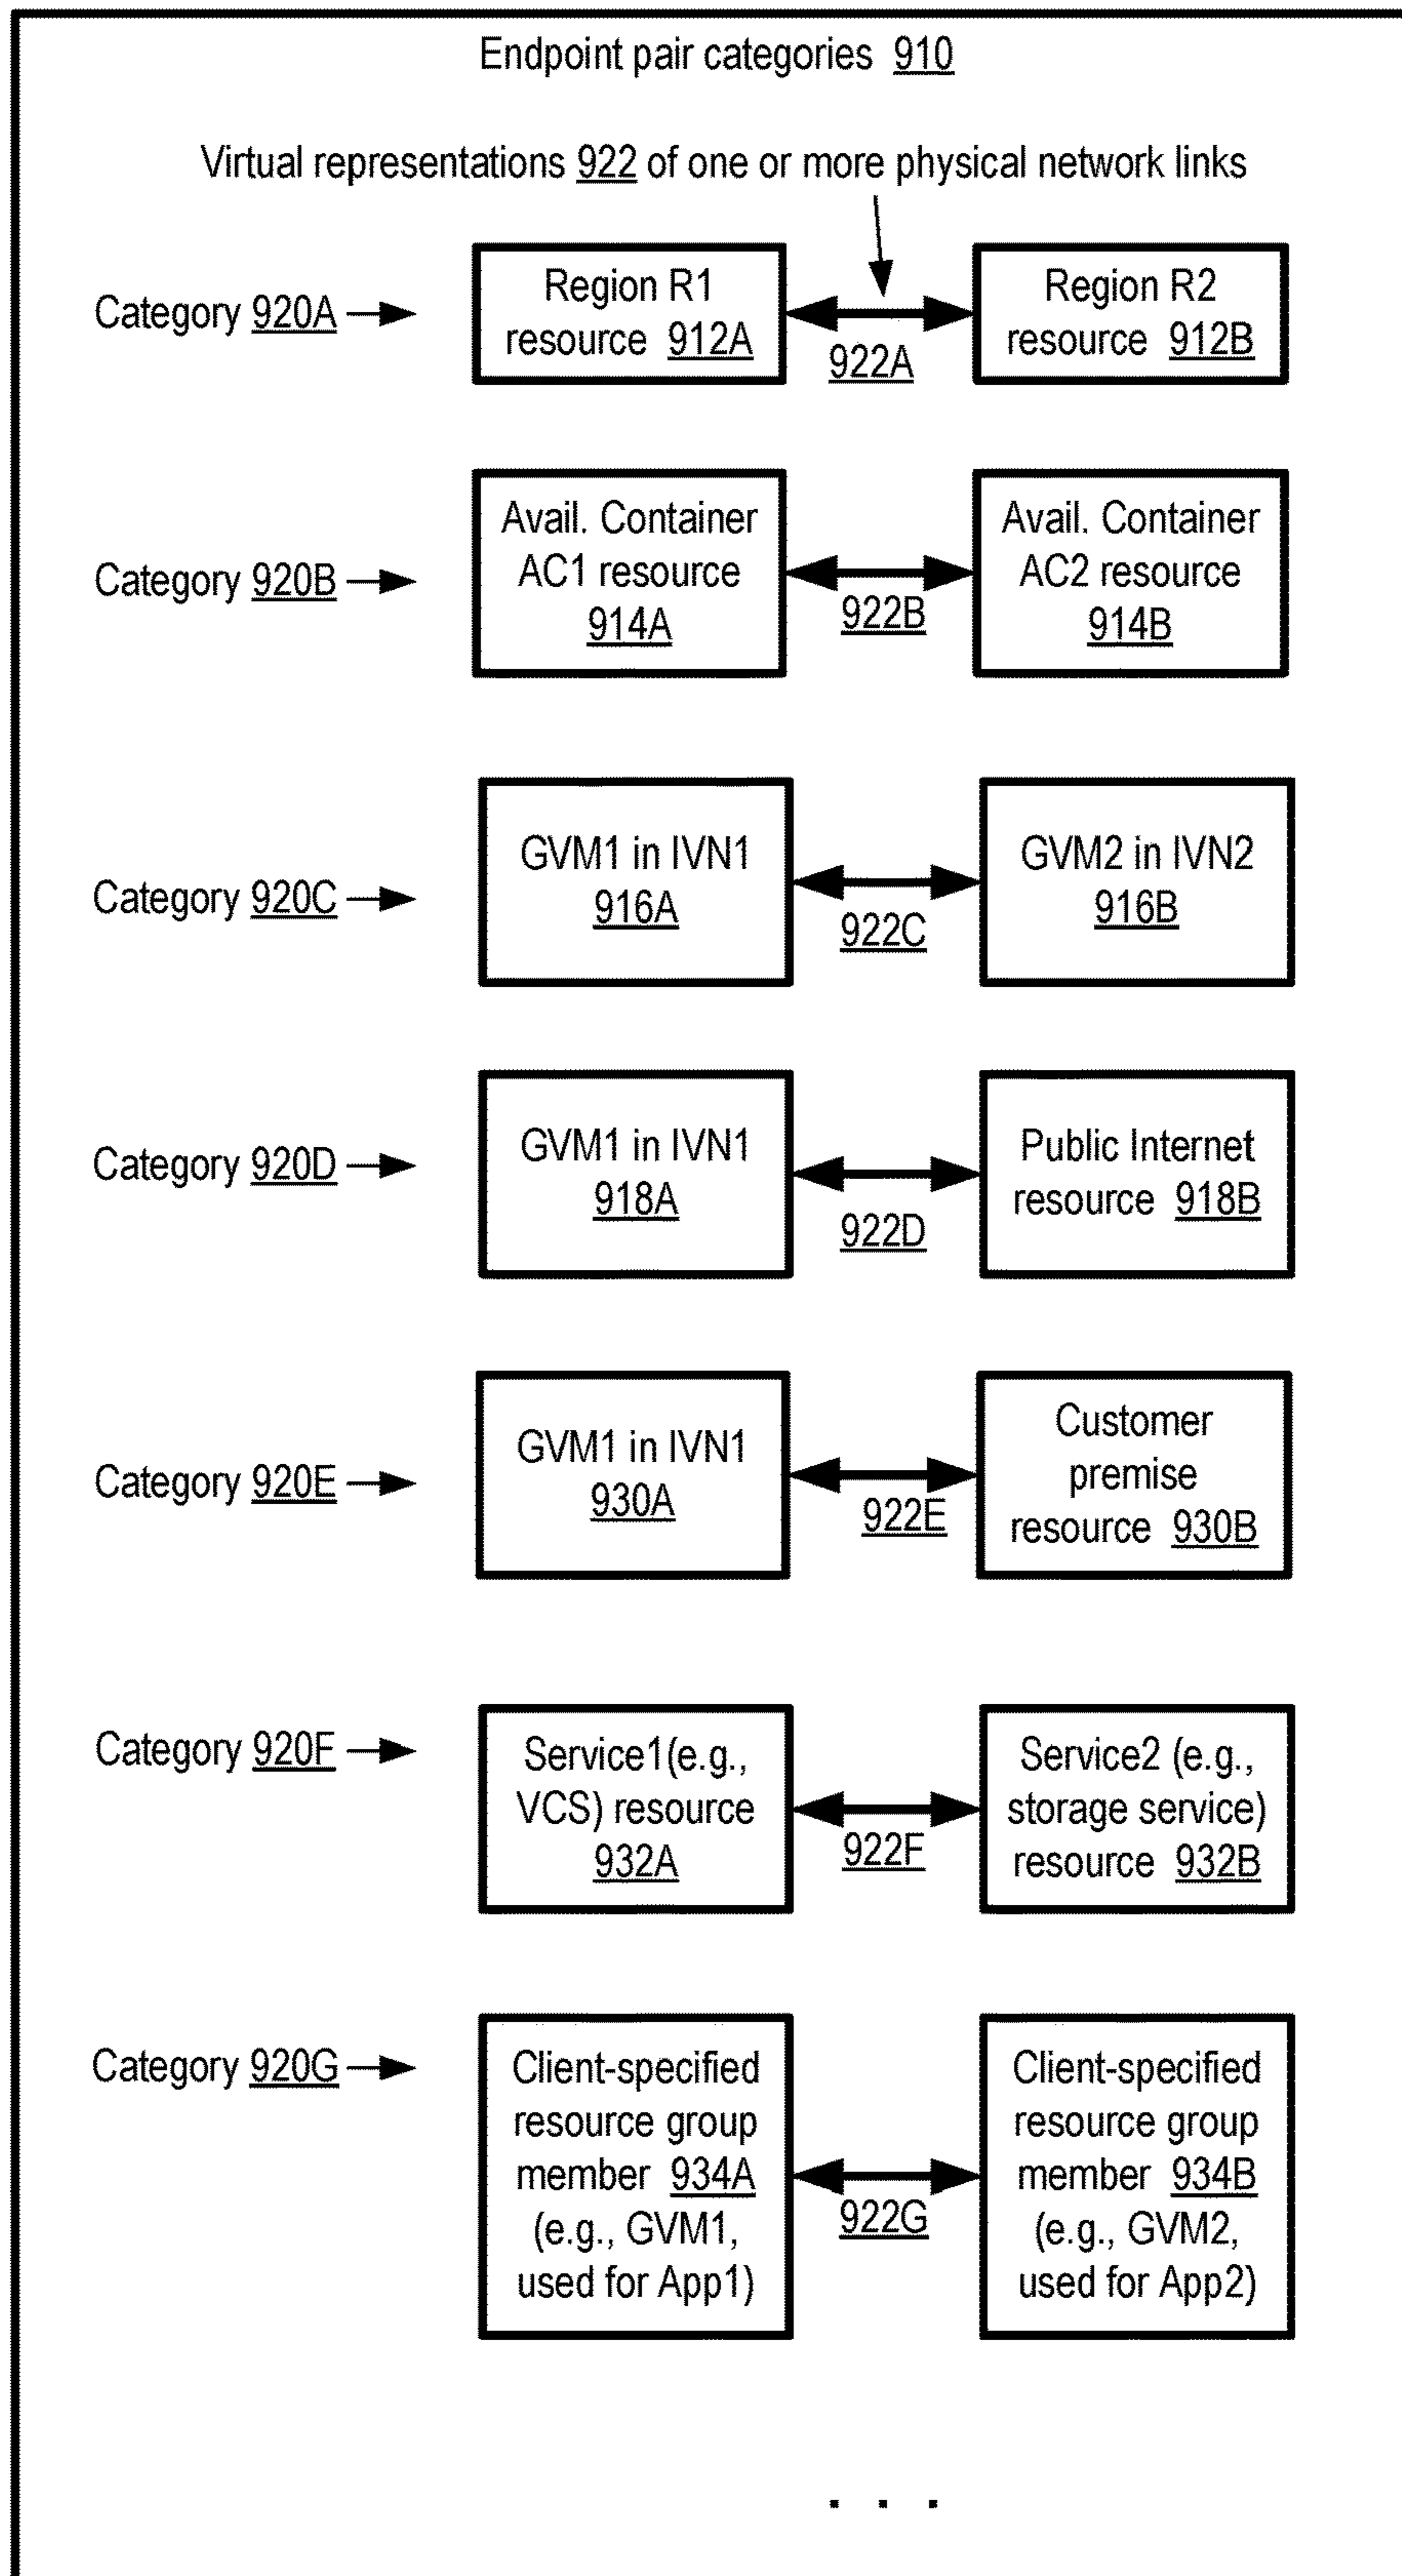 Endpoint pair categories 910
Virtual representations 922 of one or more physical network links
Category 920A
Region R1
resource 912A
922A
Region R2
resource 912B
Category 920B
Avail. Container
AC1 resource
914A
922B
Avail. Container
AC2 resource
914B
Category 920C
GVM1 in IVN1
916A
922C
GVM2 in IVN2
916B
Category 920D
GVM1 in IVN1
918A
922D
Public Internet
resource 918B
Category 920E
GVM1 in IVN1
930A
922E
Customer
premise
resource 930B
Category 920F
Service1(e.g.,
VCS) resource
932A
922F
Service2 (e.g.,
storage service)
resource 932B
Category 920G
Client-specified
resource group
member 934A
(e.g., GVM1,
used for App1)
922G
Client-specified
resource group
member 934B
(e.g., GVM2,
used for App2)
. . .